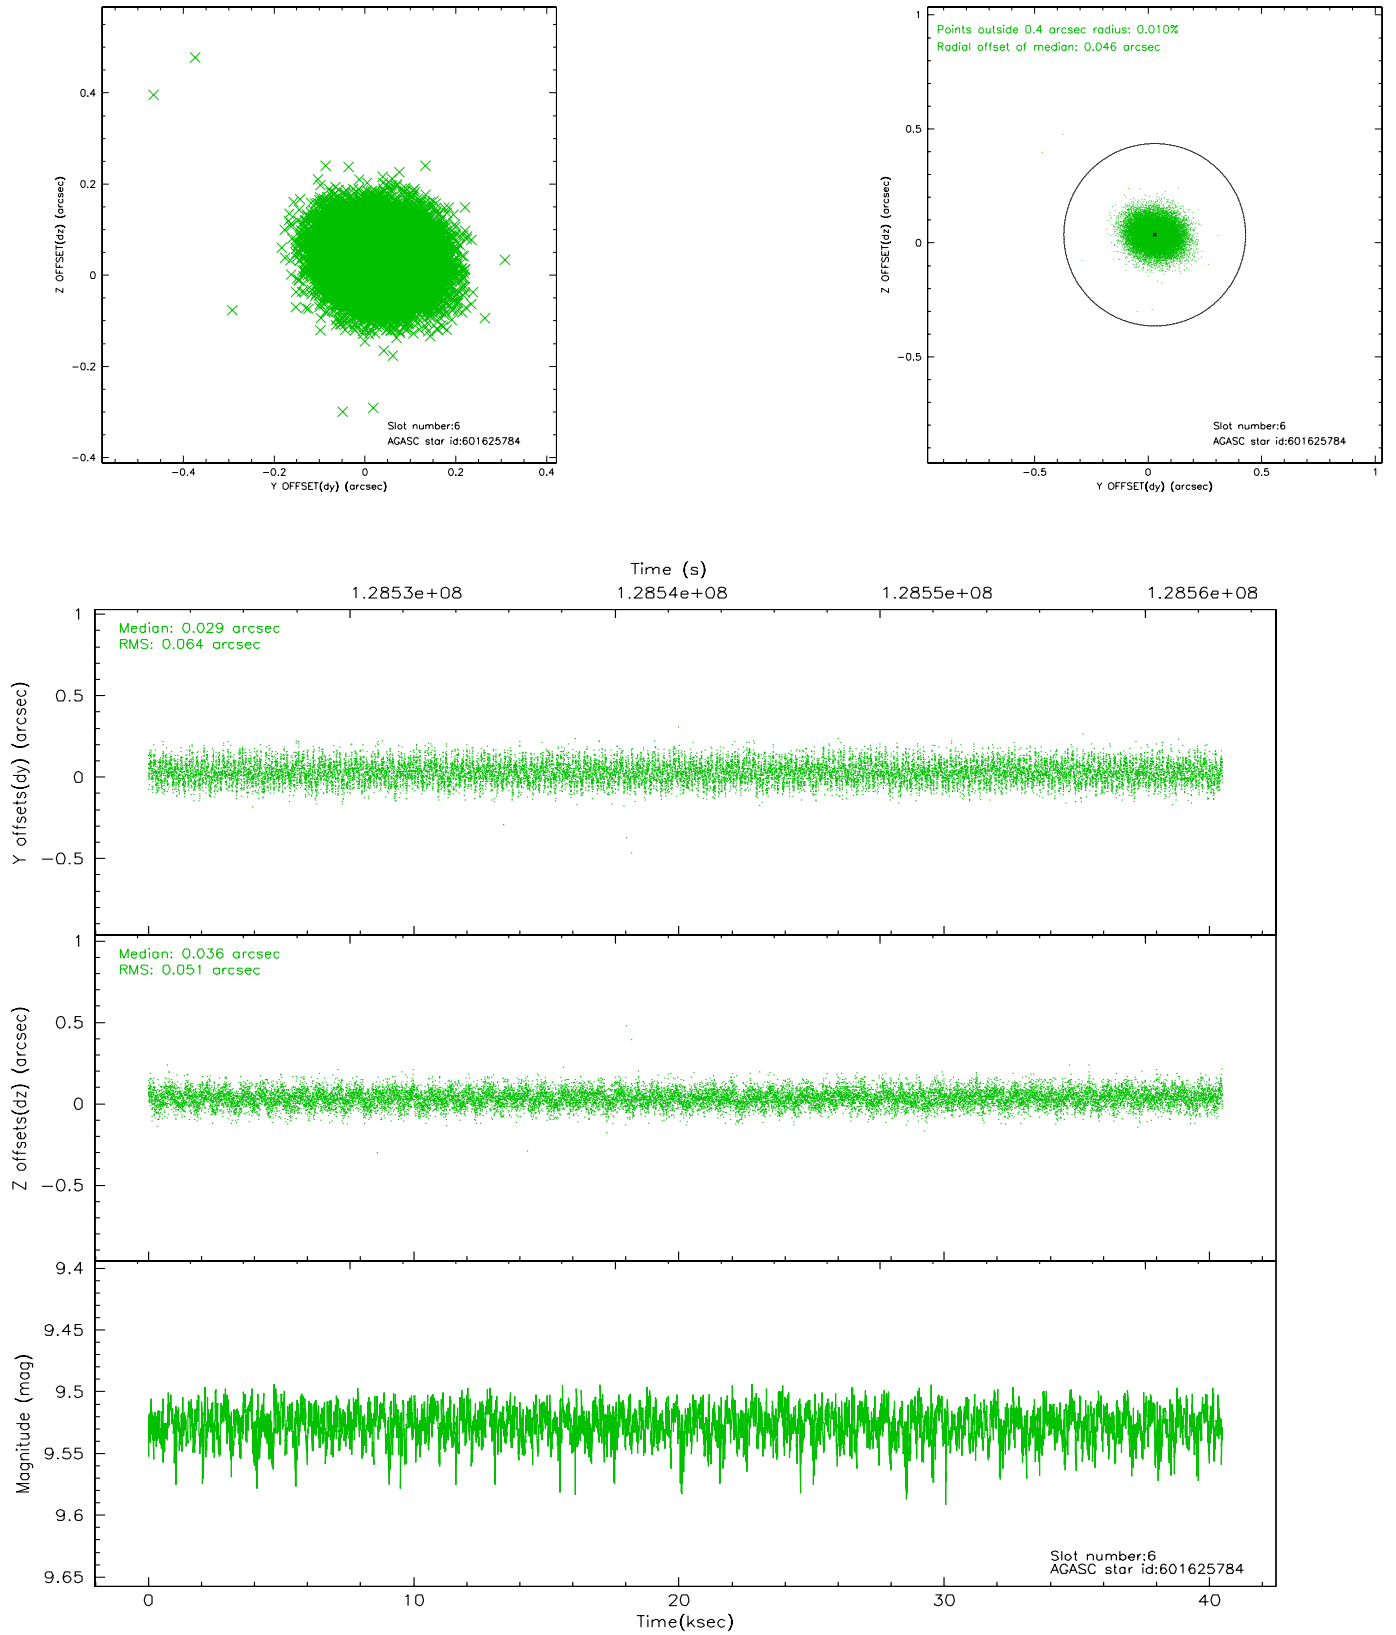 0.4
0.2
0
−0.2
−0.4
Z OFFSET(dz) (arcsec)
−0.4 −0.2 0 0.2 0.4
Y OFFSET(dy) (arcsec)
Slot number:6
AGASC star id:601625784
Points outside 0.4 arcsec radius: 0.010%
Radial offset of median: 0.046 arcsec
1
0.5
0
−0.5
Z OFFSET(dz) (arcsec)
−0.5 0 0.5 1
Y OFFSET(dy) (arcsec)
Slot number:6
AGASC star id:601625784
Time (s)
1.2853e+08 1.2854e+08 1.2855e+08 1.2856e+08
Median: 0.029 arcsec
RMS: 0.064 arcsec
1
0.5
0
−0.5
Y offsets(dy) (arcsec)
Median: 0.036 arcsec
RMS: 0.051 arcsec
1
0.5
0
−0.5
Z offsets(dz) (arcsec)
9.4
9.45
9.5
9.55
9.6
9.65
Magnitude (mag)
Slot number:6
AGASC star id:601625784
0 10 20 30 40
Time(ksec)